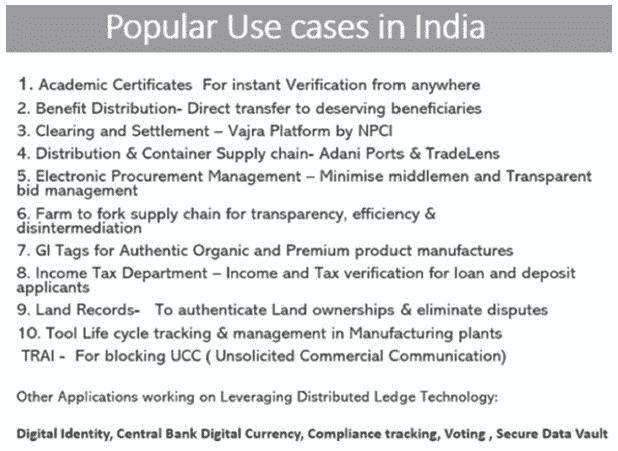 Popular Use cases in India
1. Academic Certificates For instant Verification from anywhere
2. Benefit Distribution- Direct transfer to deserving beneficiaries
3. Clearing and Settlement – Vajra Platform by NPCI
4. Distribution & Container Supply chain- Adani Ports & TradeLens
5. Electronic Procurement Management – Minimise middlemen and Transparent
bid management
6. Farm to fork supply chain for transparency, efficiency &
disintermediation
7. GI Tags for Authentic Organic and Premium product manufactures
8. Income Tax Department – Income and Tax verification for loan and deposit
applicants
9. Land Records- To authenticate Land ownerships & eliminate disputes
10. Tool Life cycle tracking & management in Manufacturing plants
TRAI - For blocking UCC ( Unsolicited Commercial Communication)
Other Applications working on Leveraging Distributed Ledge Technology:
Digital Identity, Central Bank Digital Currency, Compliance tracking, Voting , Secure Data Vault